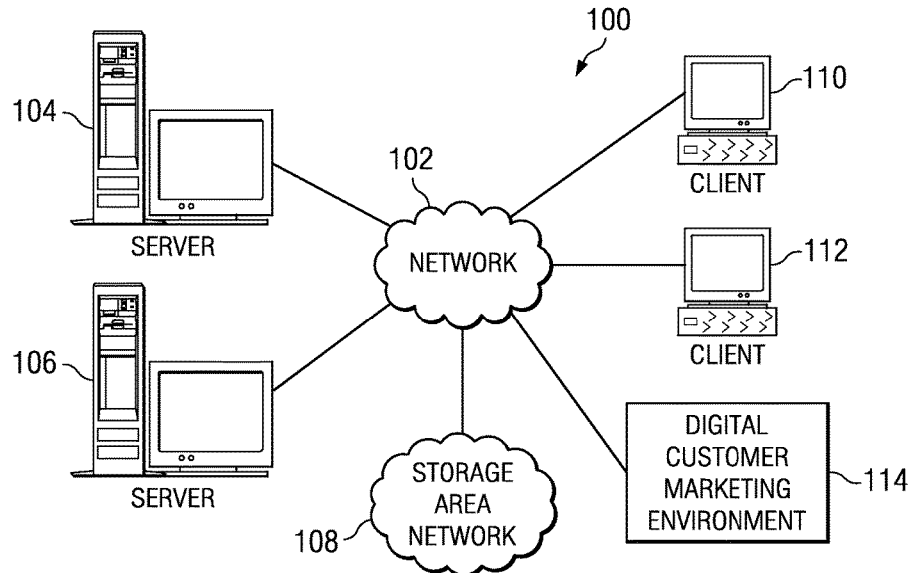 100
104
SERVER
102
NETWORK
110
CLIENT
112
CLIENT
106
SERVER
STORAGE
AREA
NETWORK
108
DIGITAL
CUSTOMER
MARKETING
ENVIRONMENT
114